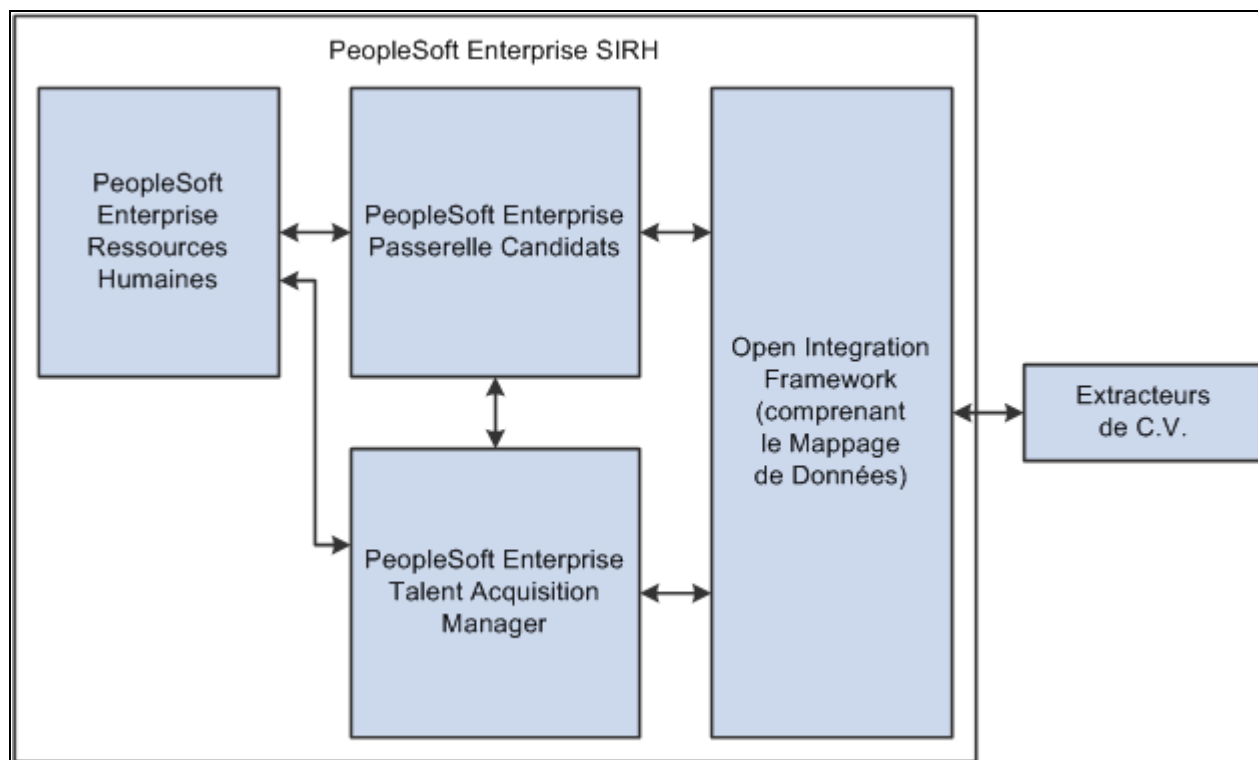 PeopleSoft Enterprise SIRH
PeopleSoft
Enterprise
Ressources
Humaines
PeopleSoft Enterprise
Passerelle Candidats
PeopleSoft Enterprise
Talent Acquisition
Manager
Open Integration
Framework
(comprenant
le Mappage
de Données)
Extracteurs
de C.V.